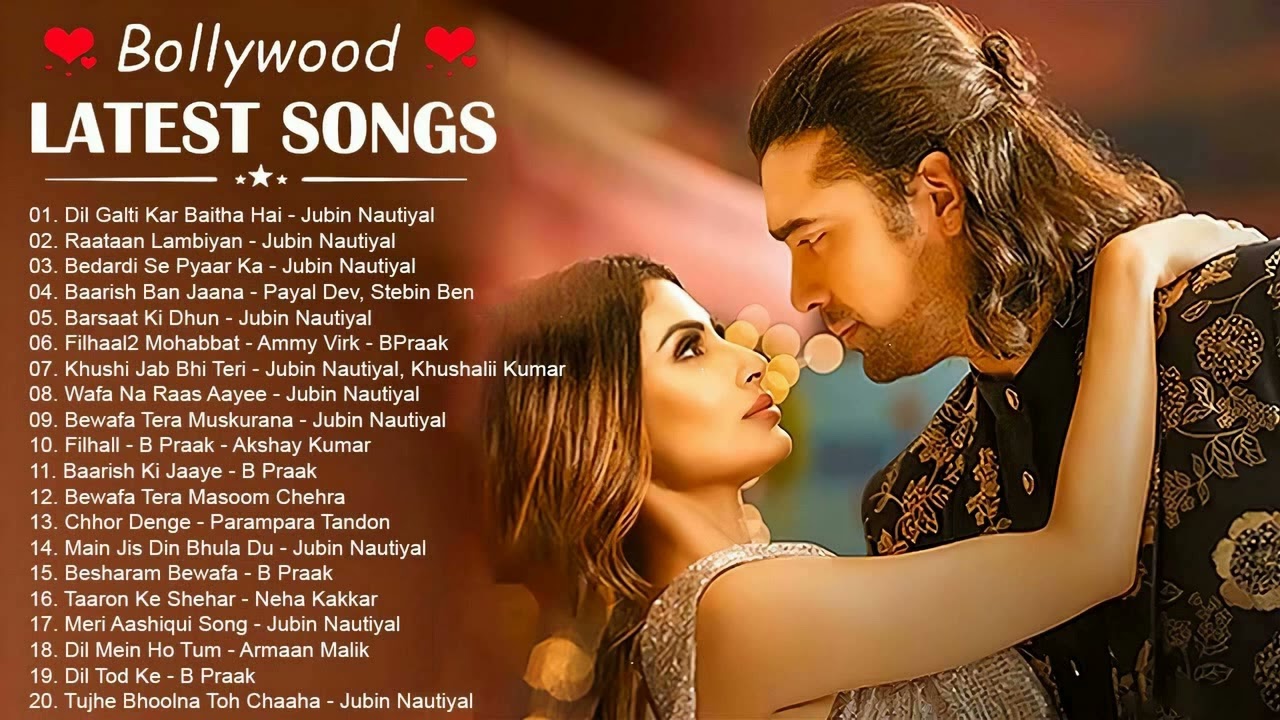 Bollywood
LATEST SONGS
01. Dil Galti Kar Baitha Hai - Jubin Nautiyal
02. Raataan Lambiyan - Jubin Nautiyal
03. Bedardi Se Pyaar Ka - Jubin Nautiyal
04. Baarish Ban Jaana - Payal Dev, Stebin Ben
05. Barsaat Ki Dhun - Jubin Nautiyal
06. Filhaal2 Mohabbat - Ammy Virk - BPraak
07. Khushi Jab Bhi Teri - Jubin Nautiyal, Khushalii Kumar
08. Wafa Na Raas Aayee - Jubin Nautiyal
09. Bewafa Tera Muskurana - Jubin Nautiyal
10. Filhall - B Praak - Akshay Kumar
11. Baarish Ki Jaaye - B Praak
12. Bewafa Tera Masoom Chehra
13. Chhor Denge - Parampara Tandon
14. Main Jis Din Bhula Du - Jubin Nautiyal
15. Besharam Bewafa - B Praak
16. Taaron Ke Shehar - Neha Kakkar
17. Meri Aashiqui Song - Jubin Nautiyal
18. Dil Mein Ho Tum - Armaan Malik
19. Dil Tod Ke - B Praak
20. Tujhe Bhoolna Toh Chaaha - Jubin Nautiyal